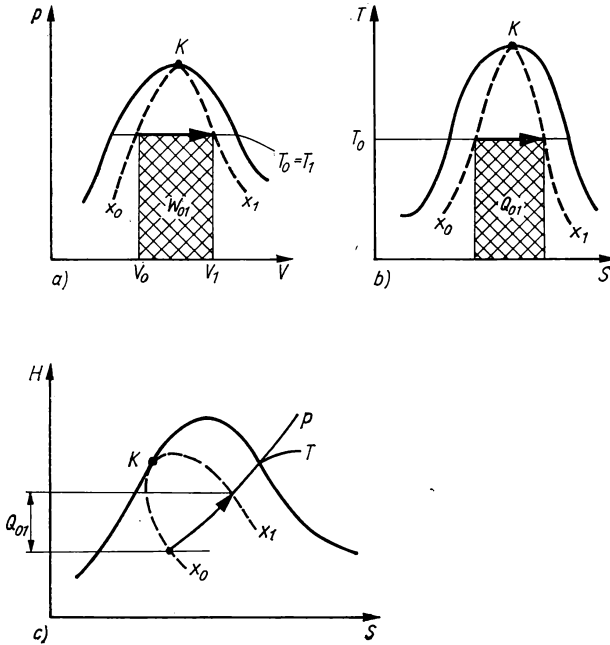 p
K
T₀=T₁
x₀
W₀₁
x₁
V₀
V₁
V
a)
T
K
T₀
x₀
Q₀₁
x₁
S
b)
H
K
p
T
Q₀₁
x₁
x₀
c)
S